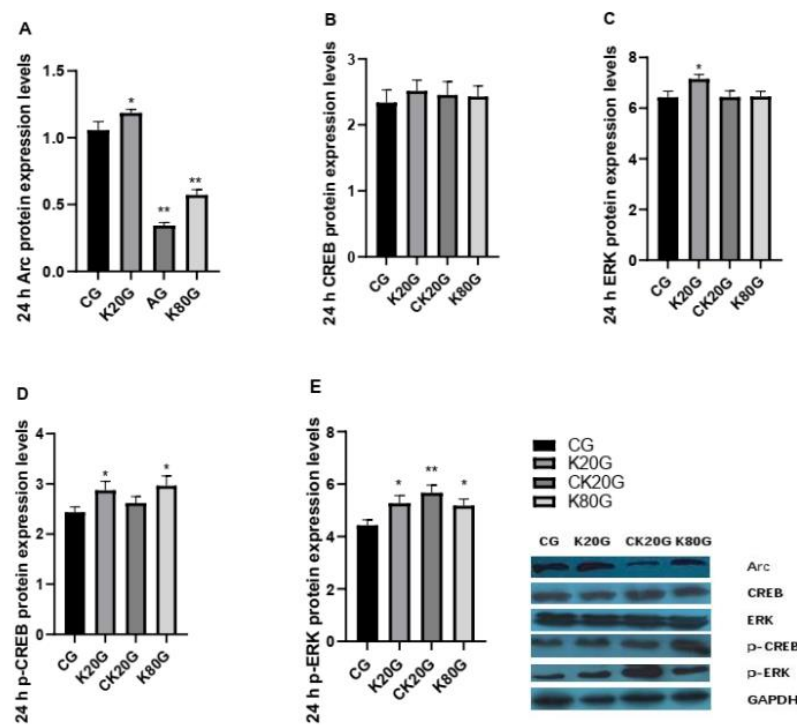 A
24 h Arc protein expression levels
1.5
1.0
0.5
0.0
*
**
**
CG
K20G
AG
K80G
B
24 h CREB protein expression levels
3
2
1
0
CG
K20G
CK20G
K80G
C
24 h ERK protein expression levels
8
6
4
2
0
*
CG
K20G
CK20G
K80G
D
24 h p-CREB protein expression levels
4
3
2
1
0
*
*
CG
K20G
CK20G
K80G
E
24 h p-ERK protein expression levels
8
6
4
2
0
*
**
*
CG
K20G
CK20G
K80G
CG
K20G
CK20G
K80G
CG K20G CK20G K80G
Arc
CREB
ERK
p-CREB
p-ERK
GAPDH